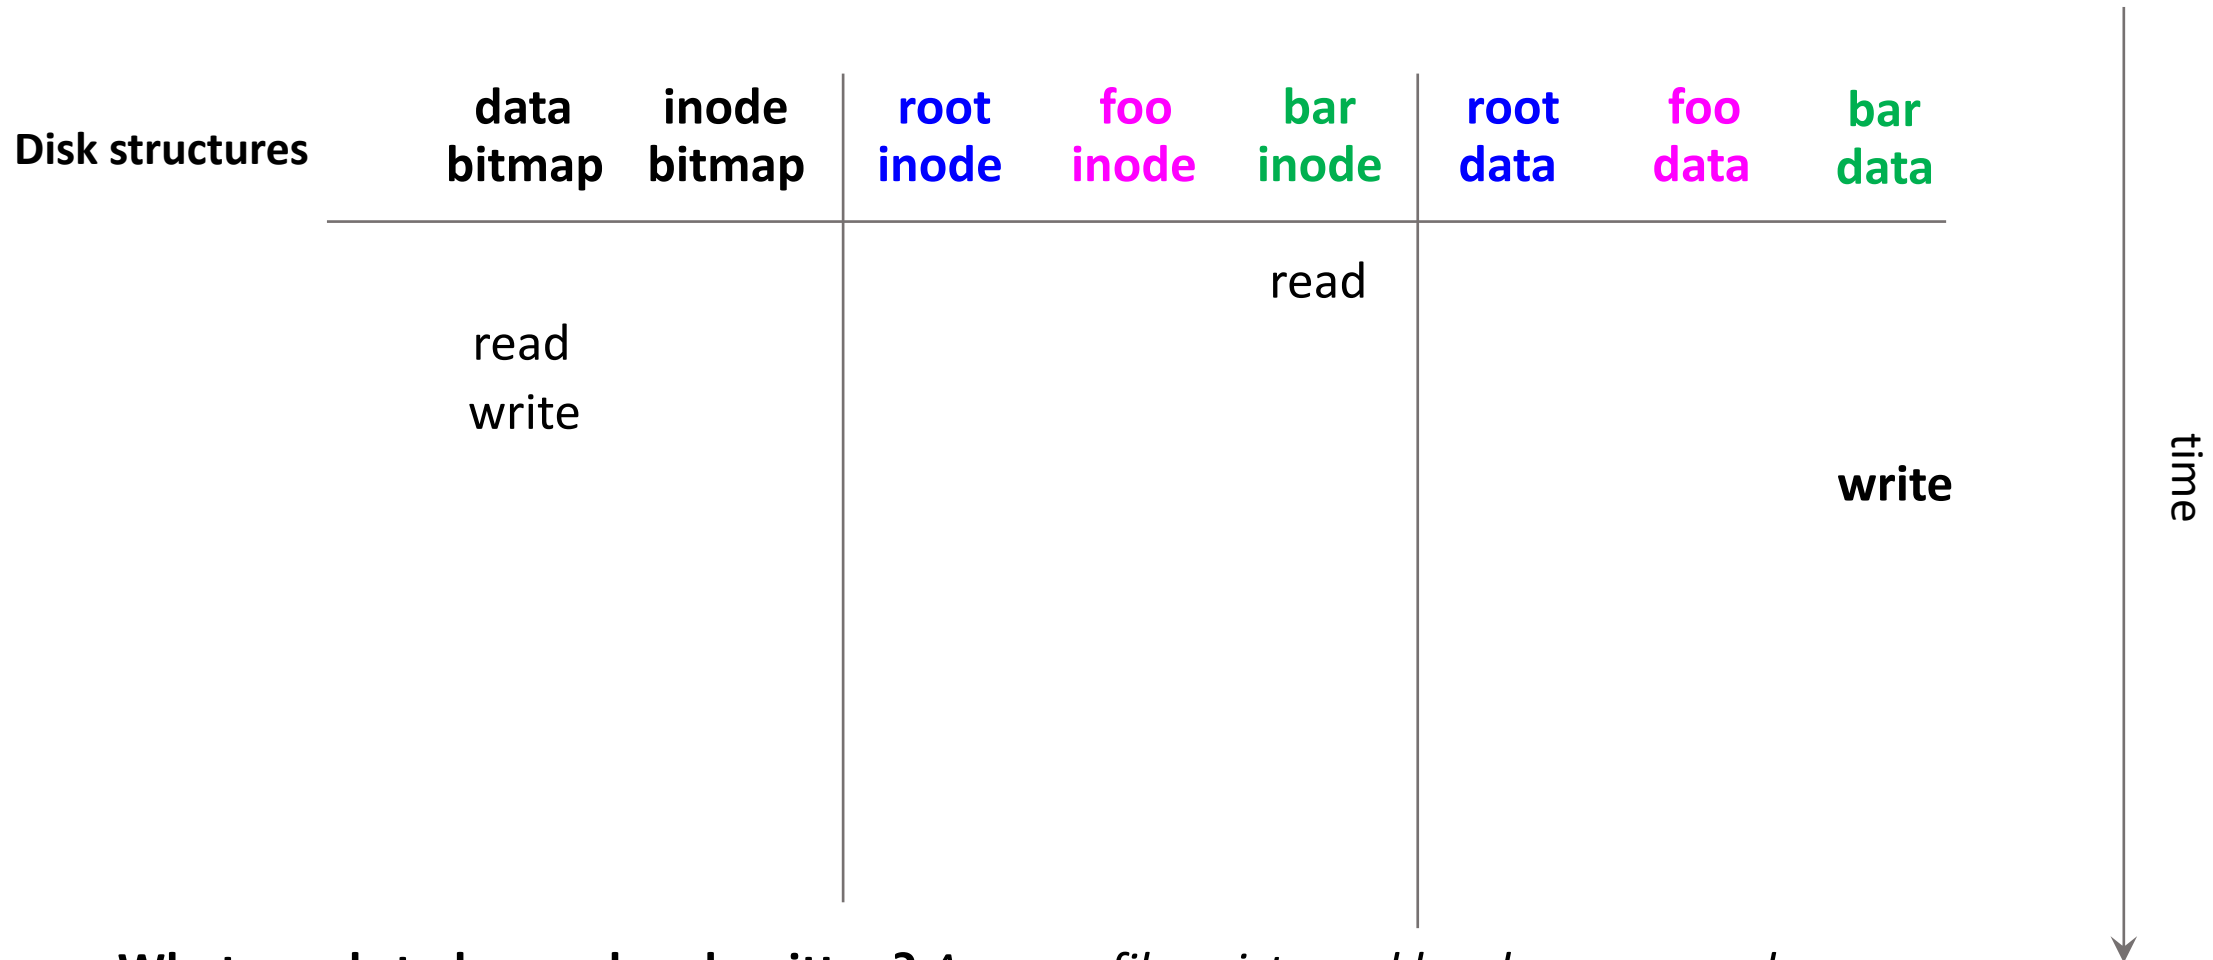 data inode root foo bar root foo bar
Disk structures
bitmap bitmap inode inode inode data data data
read
read
write
write
time